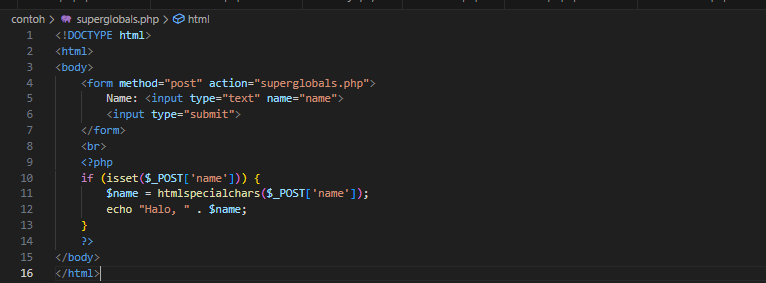 contoh > superglobals.php > html
1 <!DOCTYPE html>
2 <html>
3 <body>
4     <form method="post" action="superglobals.php">
5         Name: <input type="text" name="name">
6         <input type="submit">
7     </form>
8     <br>
9     <?php
10     if (isset($_POST['name'])) {
11         $name = htmlspecialchars($_POST['name']);
12         echo "Halo, " . $name;
13     }
14     ?>
15 </body>
16 </html>